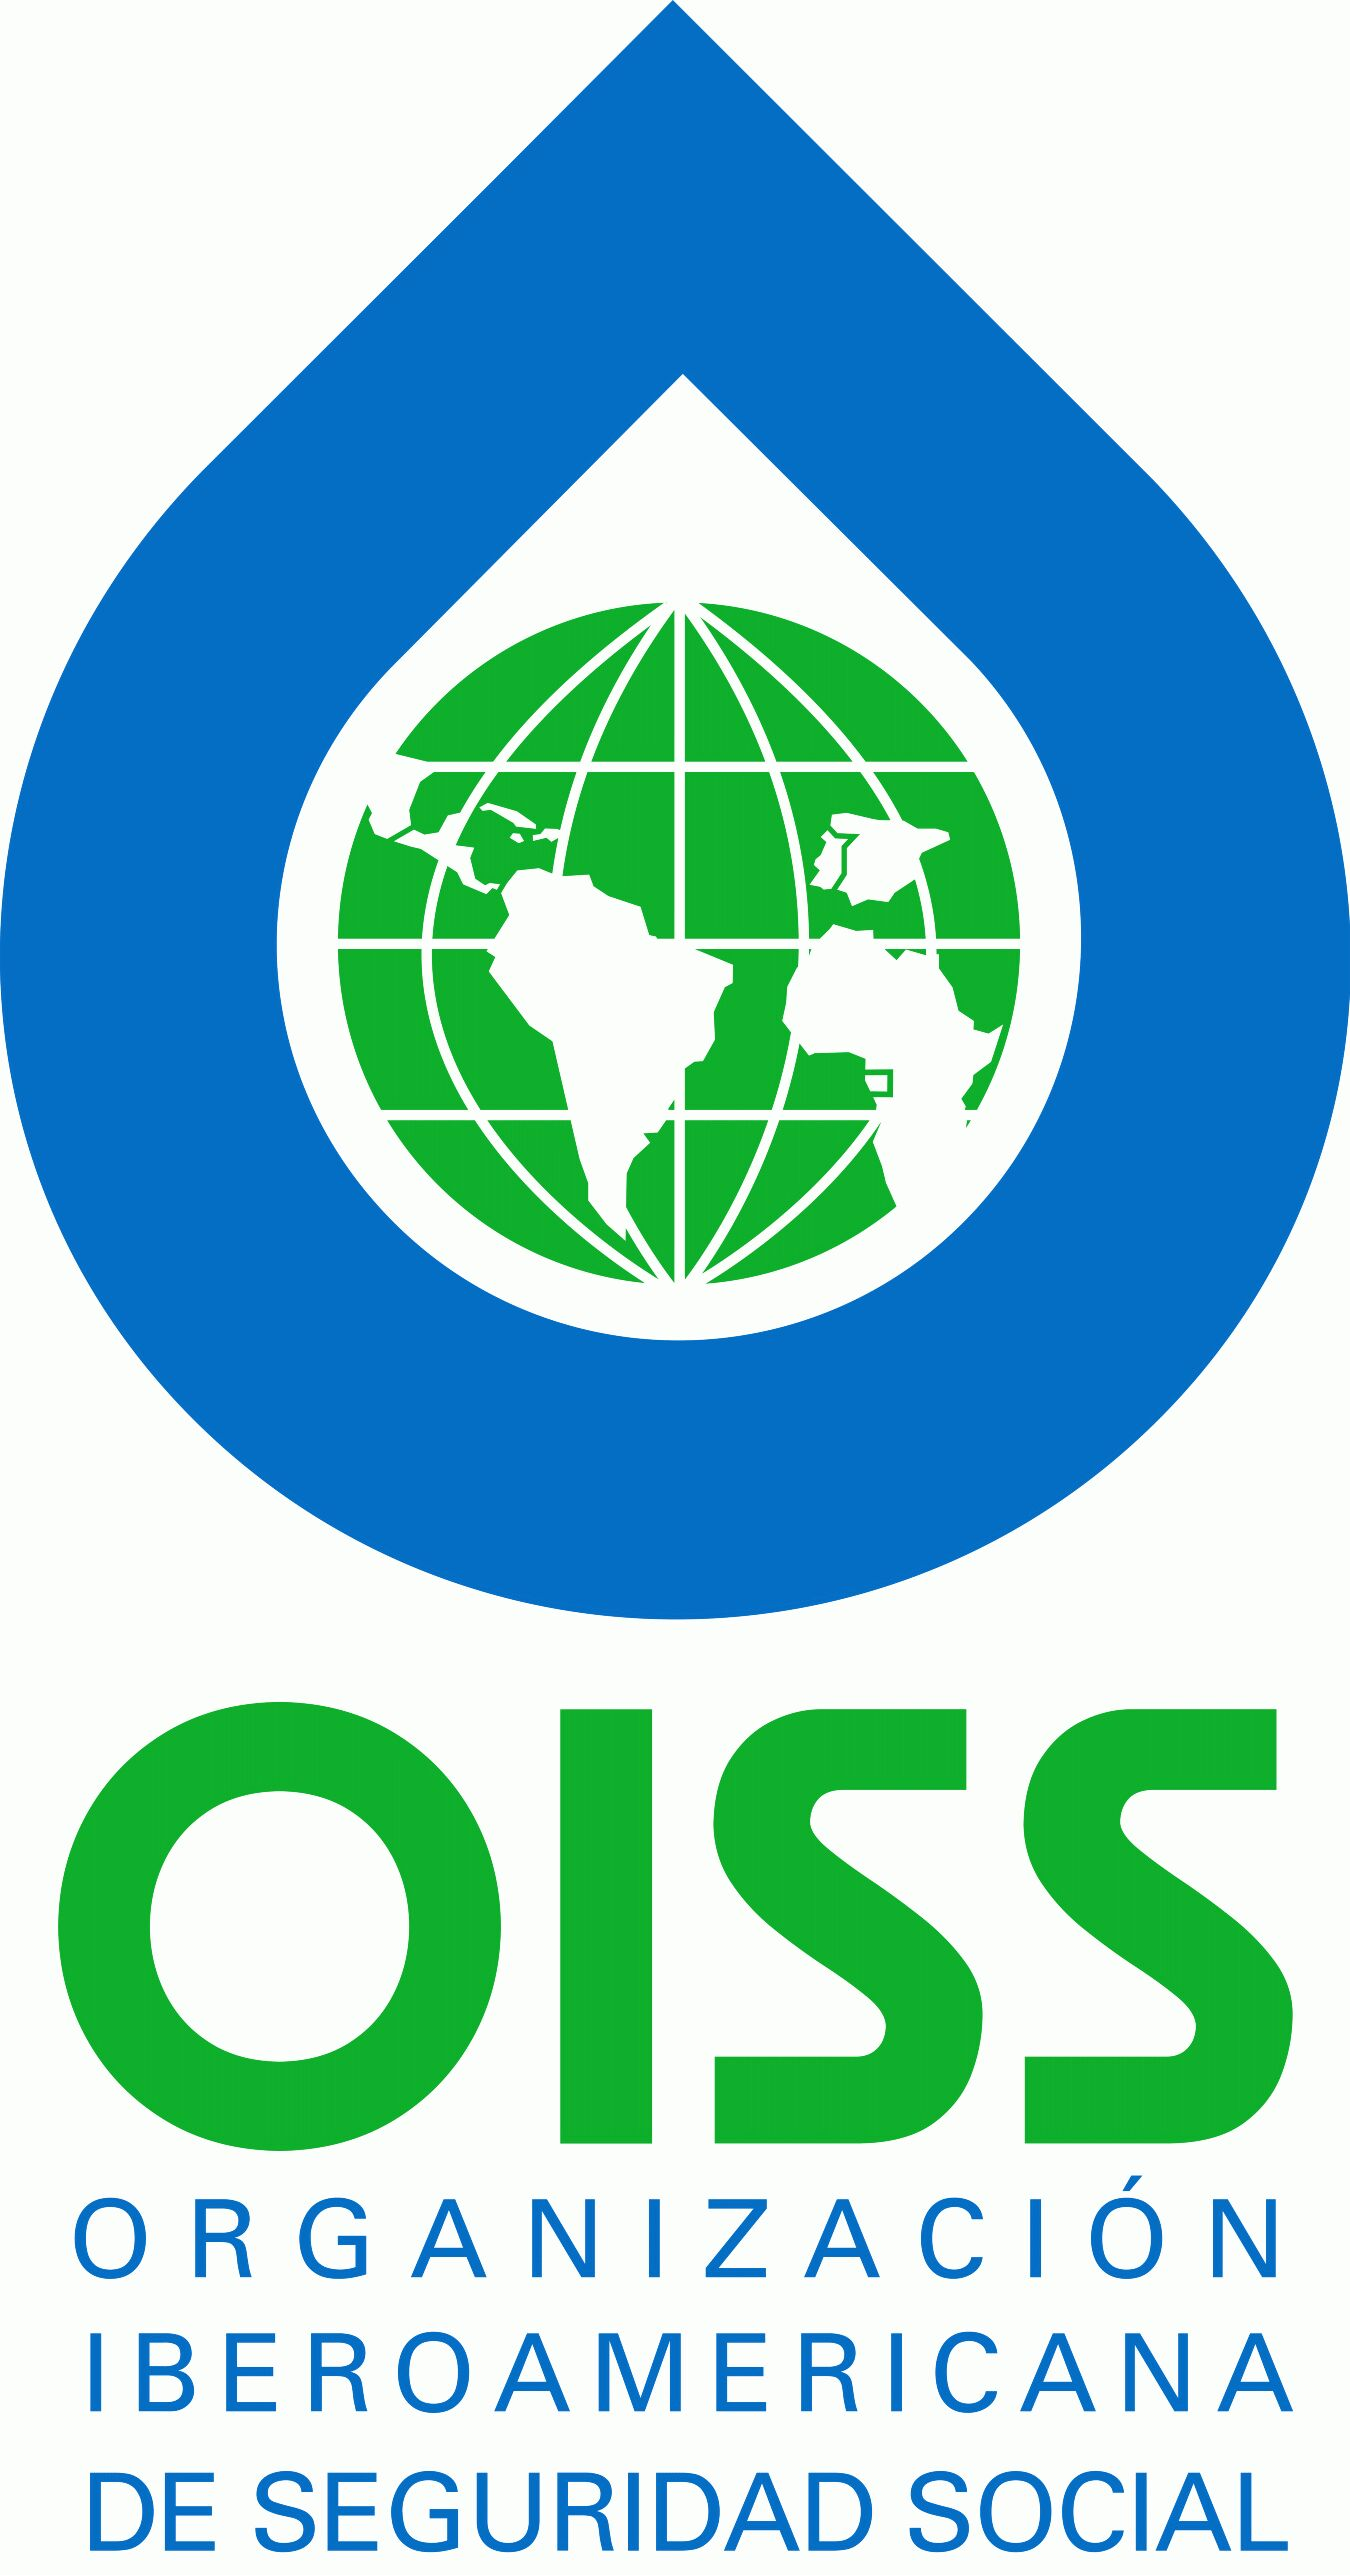 OISS
ORGANIZACIÓN
IBEROAMERICANA
DE SEGURIDAD SOCIAL